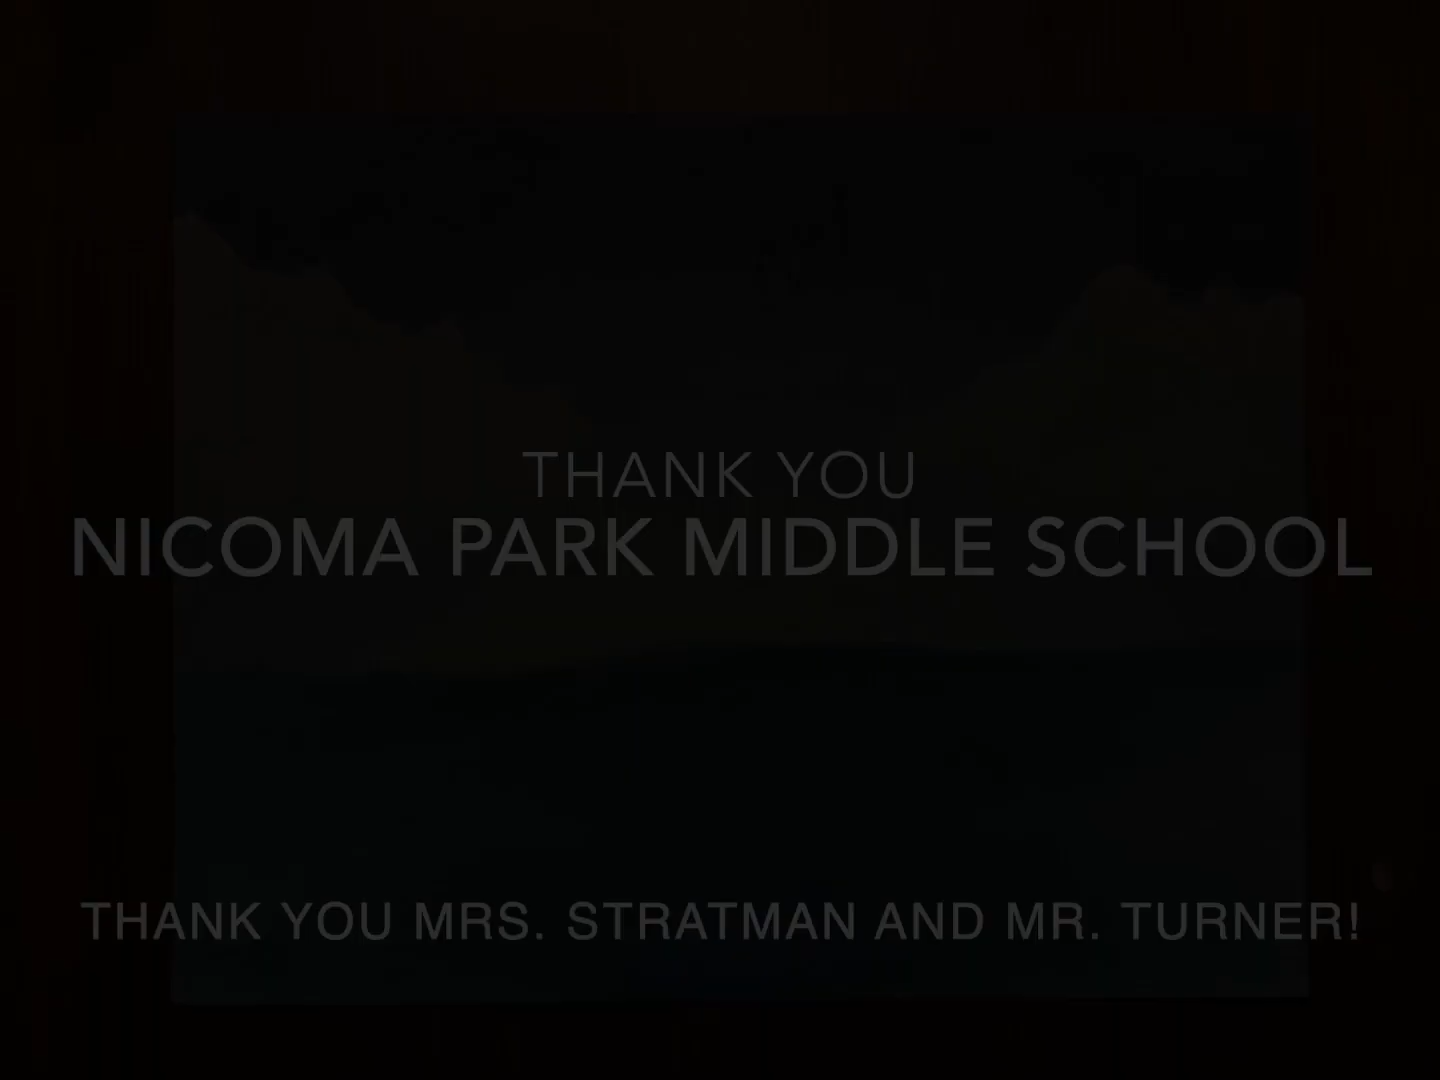 THANK YOU
NICOMA PARK MIDDLE SCHOOL
THANK YOU MRS. STRATMAN AND MR. TURNER!